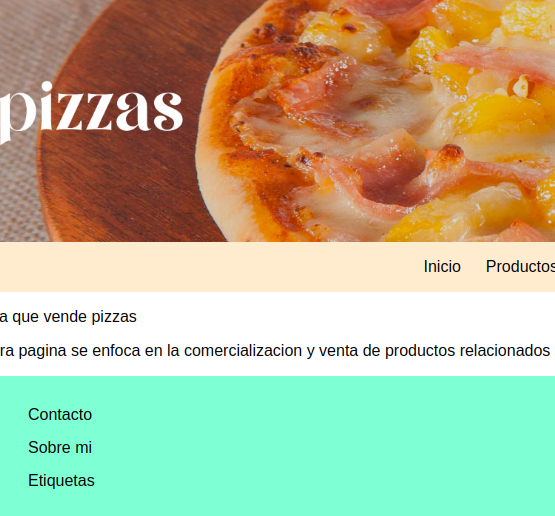 pizzas
Inicio Productos
a que vende pizzas
ra pagina se enfoca en la comercializacion y venta de productos relacionados
Contacto
Sobre mi
Etiquetas